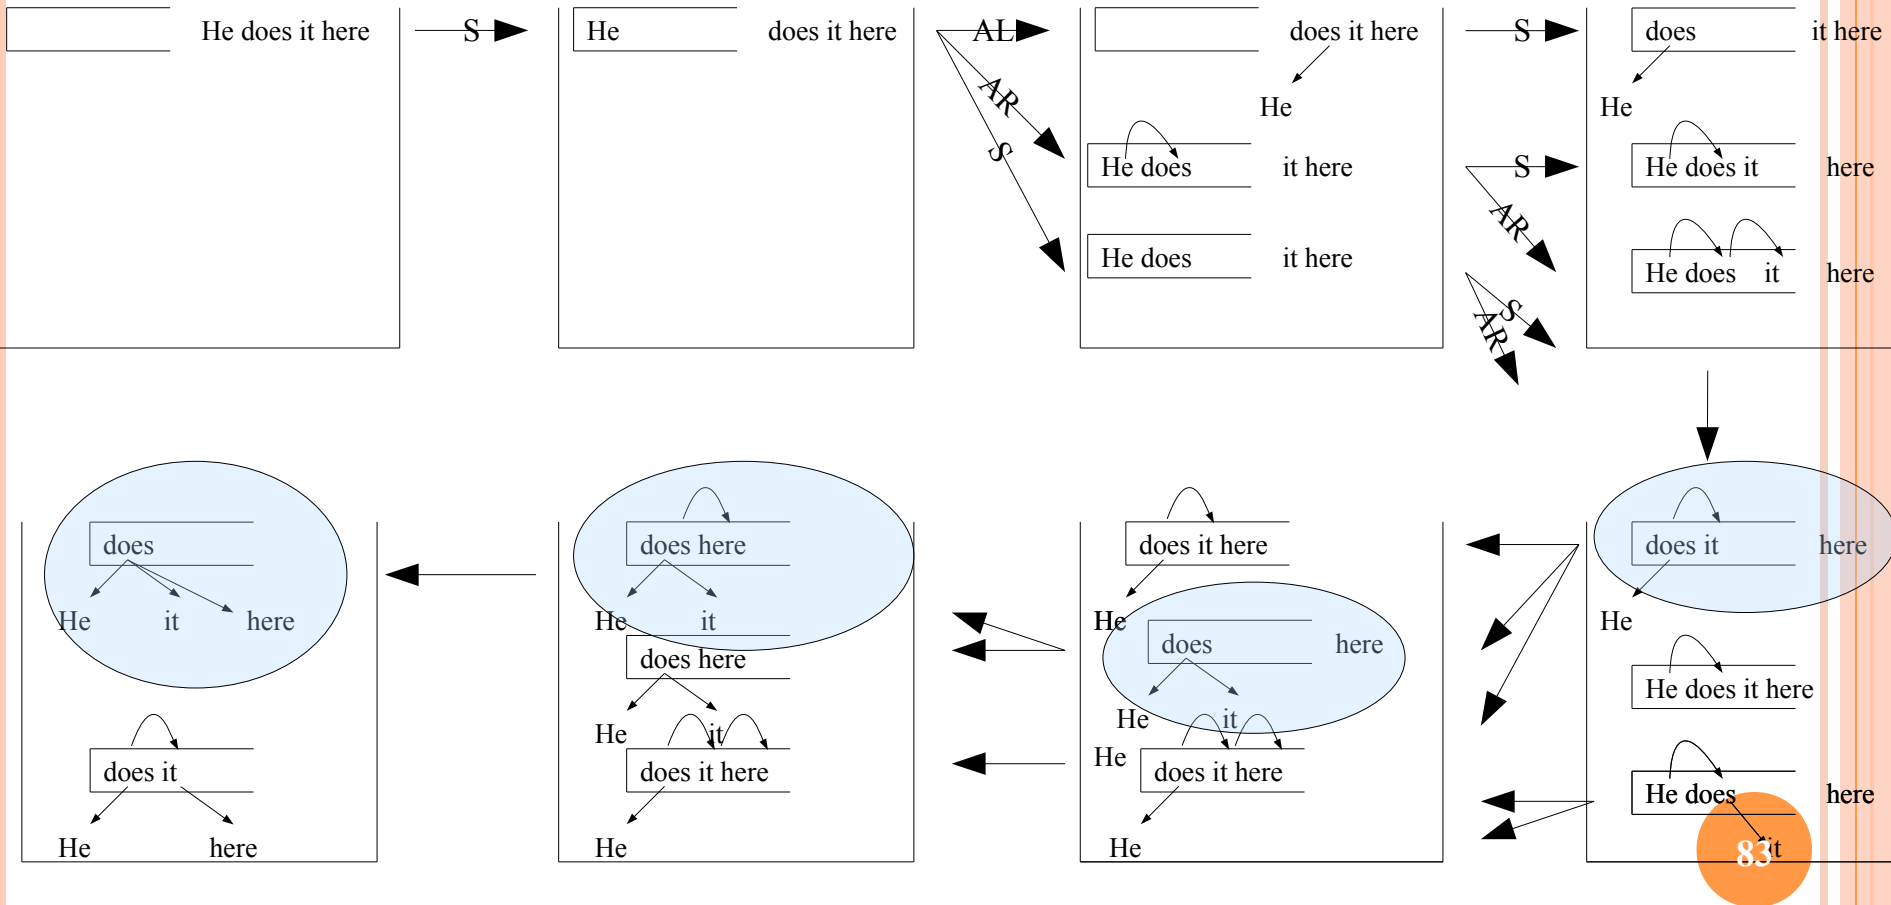 He does it here
S
He does it here
AL
AR
S
does it here
He
He does it here
He does it here
S
S
AR
S
AR
does it here
He
He does it here
He does it here
does it here
He
He does it here
He does here
it
does it here
He
does here
He it
He
does it here
He
does here
He it
does here
He it
does it here
He
does
He it here
does it
He here
83